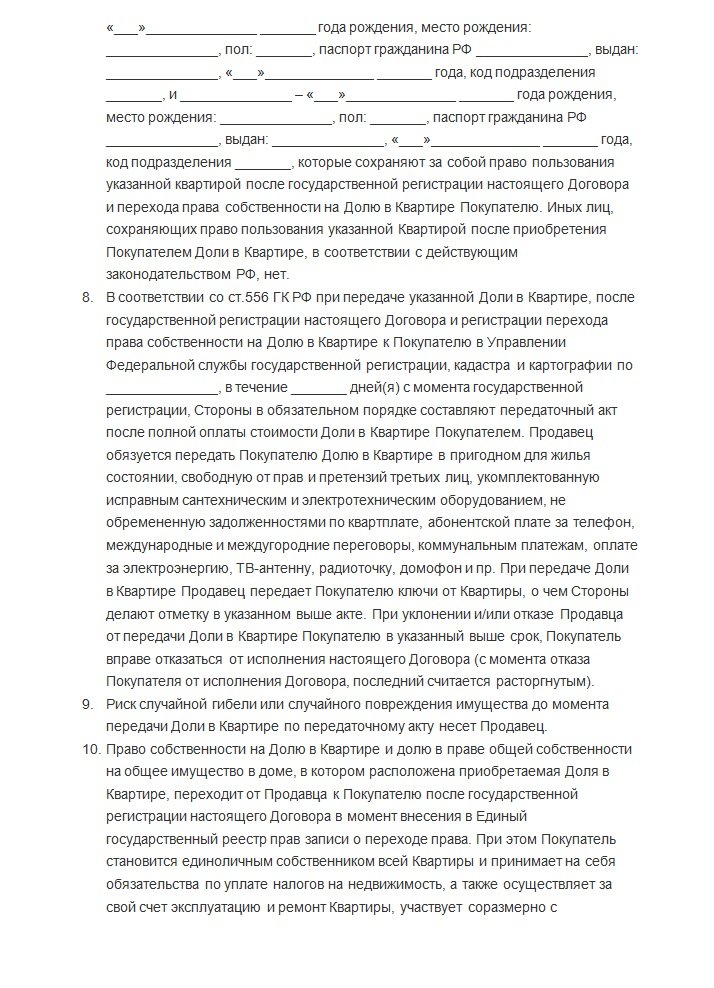 «___»_______________ _______ года рождения, место рождения:
_______________, пол: _______, паспорт гражданина РФ _______________, выдан:
_______________, «___»_______________ _______ года, код подразделения
_______, и _______________ – «___»_______________ _______ года рождения,
место рождения: _______________, пол: _______, паспорт гражданина РФ
_______________, выдан: _______________, «___»_______________ _______ года,
код подразделения _______, которые сохраняют за собой право пользования
указанной квартирой после государственной регистрации настоящего Договора
и перехода права собственности на Долю в Квартире Покупателю. Иных лиц,
сохраняющих право пользования указанной Квартирой после приобретения
Покупателем Доли в Квартире, в соответствии с действующим
законодательством РФ, нет.
8. В соответствии со ст.556 ГК РФ при передаче указанной Доли в Квартире, после
государственной регистрации настоящего Договора и регистрации перехода
права собственности на Долю в Квартире к Покупателю в Управлении
Федеральной службы государственной регистрации, кадастра и картографии по
_______________, в течение _______ дней(я) с момента государственной
регистрации, Стороны в обязательном порядке составляют передаточный акт
после полной оплаты стоимости Доли в Квартире Покупателем. Продавец
обязуется передать Покупателю Долю в Квартире в пригодном для жилья
состоянии, свободную от прав и претензий третьих лиц, укомплектованную
исправным сантехническим и электротехническим оборудованием, не
обремененную задолженностями по квартплате, абонентской плате за телефон,
международные и междугородние переговоры, коммунальным платежам, оплате
за электроэнергию, ТВ-антенну, радиоточку, домофон и пр. При передаче Доли
в Квартире Продавец передает Покупателю ключи от Квартиры, о чем Стороны
делают отметку в указанном выше акте. При уклонении и/или отказе Продавца
от передачи Доли в Квартире Покупателю в указанный выше срок, Покупатель
вправе отказаться от исполнения настоящего Договора (с момента отказа
Покупателя от исполнения Договора, последний считается расторгнутым).
9. Риск случайной гибели или случайного повреждения имущества до момента
передачи Доли в Квартире по передаточному акту несет Продавец.
10. Право собственности на Долю в Квартире и долю в праве общей собственности
на общее имущество в доме, в котором расположена приобретаемая Доля в
Квартире, переходит от Продавца к Покупателю после государственной
регистрации настоящего Договора в момент внесения в Единый
государственный реестр прав записи о переходе права. При этом Покупатель
становится единоличным собственником всей Квартиры и принимает на себя
обязательства по уплате налогов на недвижимость, а также осуществляет за
свой счет эксплуатацию и ремонт Квартиры, участвует соразмерно с